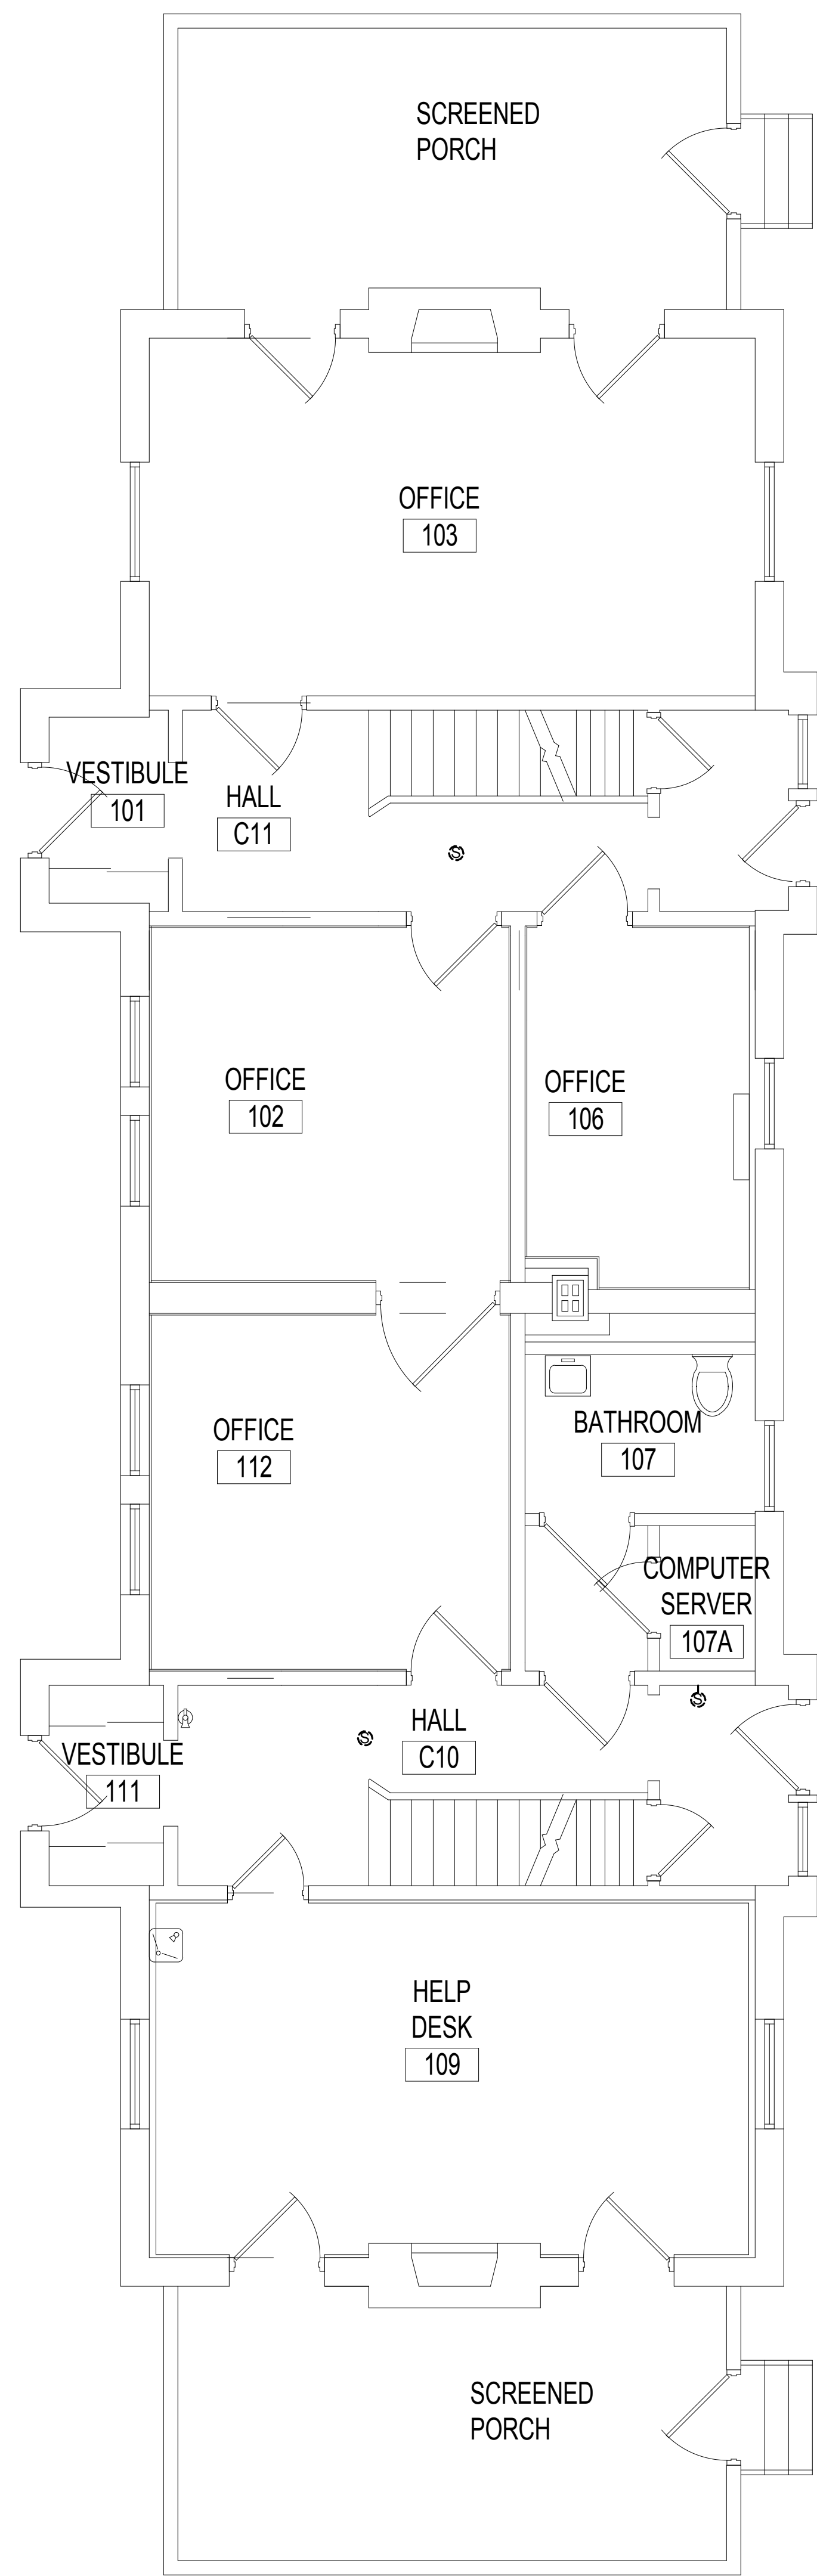 SCREENED
PORCH
OFFICE
103
VESTIBULE
101
HALL
C11
S
OFFICE
102
OFFICE
106
OFFICE
112
BATHROOM
107
COMPUTER
SERVER
107A
S
HALL
C10
S
VESTIBULE
111
HELP
DESK
109
SCREENED
PORCH